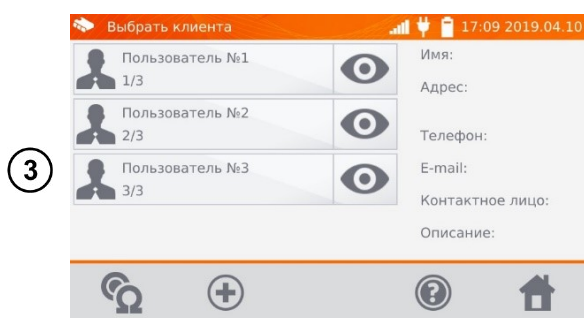 Выбрать клиента 17:09 2019.04.10
Пользователь №1
1/3
Пользователь №2
2/3
3
Пользователь №3
3/3
Имя:
Адрес:
Телефон:
E-mail:
Контактное лицо:
Описание: